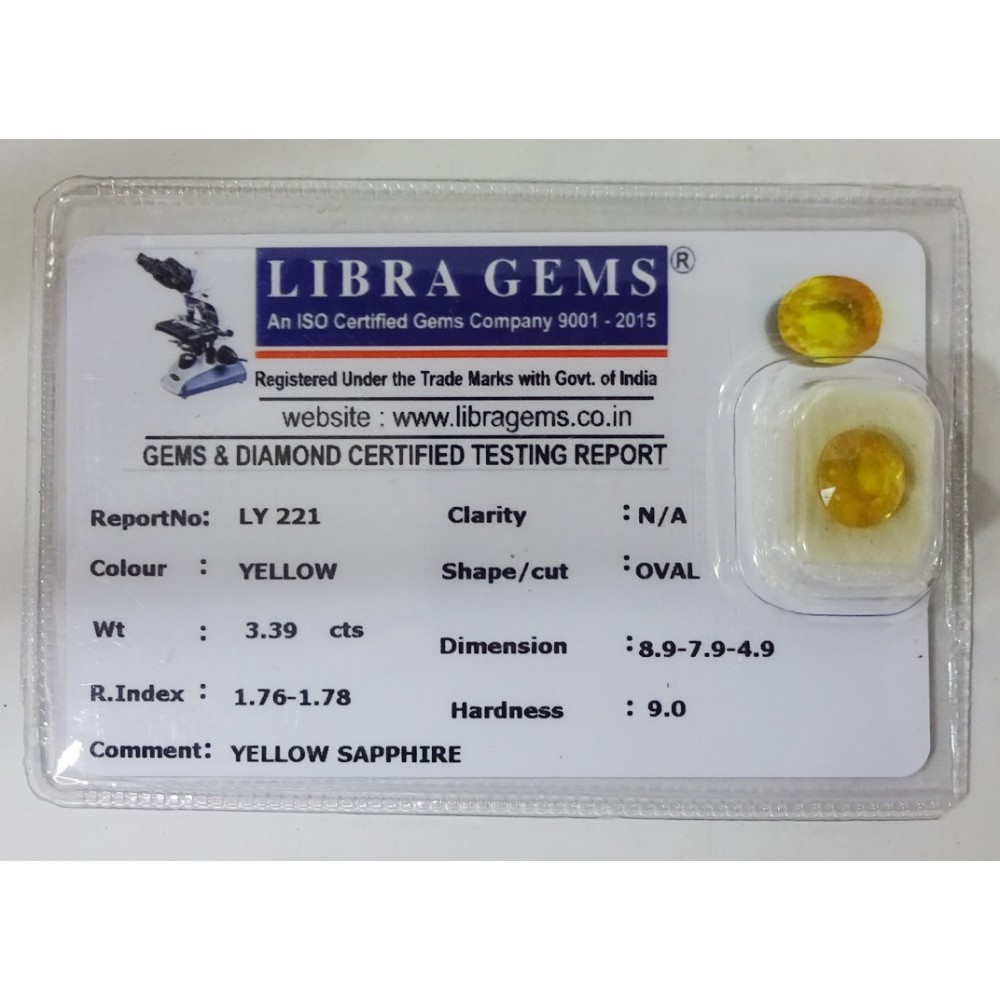 LIBRA GEMS ®
An ISO Certified Gems Company 9001 - 2015
Registered Under the Trade Marks with Govt. of India
website : www.libragems.co.in
GEMS & DIAMOND CERTIFIED TESTING REPORT
ReportNo: LY 221 Clarity : N/A
Colour : YELLOW Shape/cut : OVAL
Wt : 3.39 cts Dimension : 8.9-7.9-4.9
R.Index : 1.76-1.78 Hardness : 9.0
Comment: YELLOW SAPPHIRE